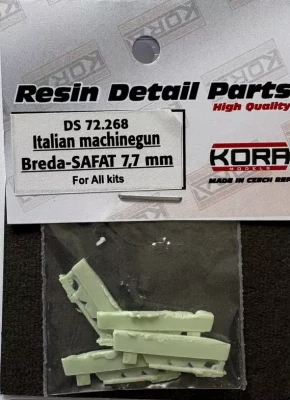 Resin Detail Parts
High Quality
DS 72.268
Italian machinegun
Breda-SAFAT 7,7 mm
For All kits
KORA
MODELS
MADE IN CZECH REP